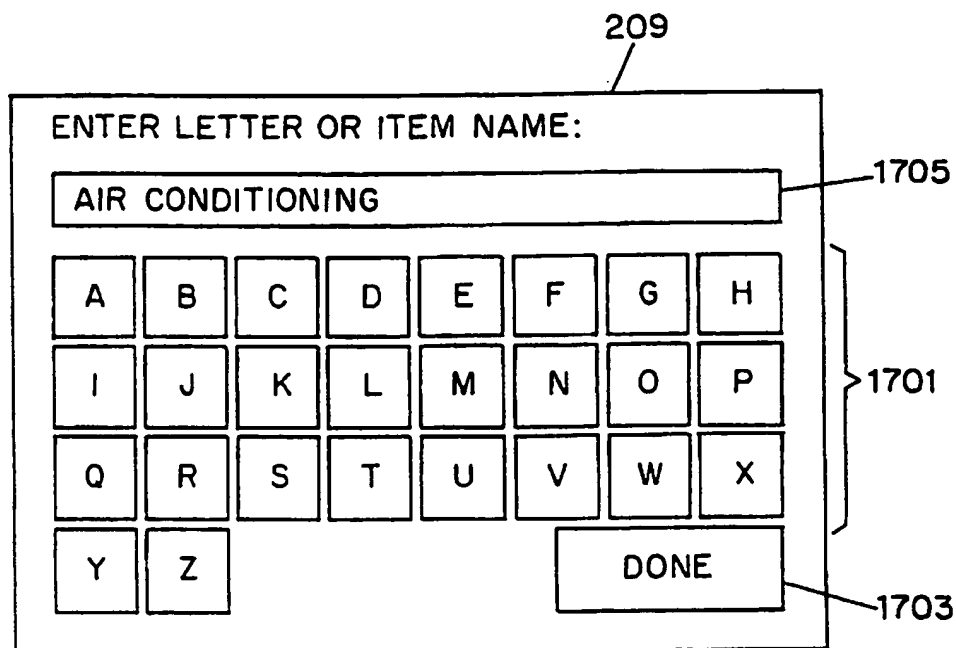 209
ENTER LETTER OR ITEM NAME:
AIR CONDITIONING
1705
A B C D E F G H
I J K L M N O P
1701
Q R S T U V W X
Y Z DONE
1703